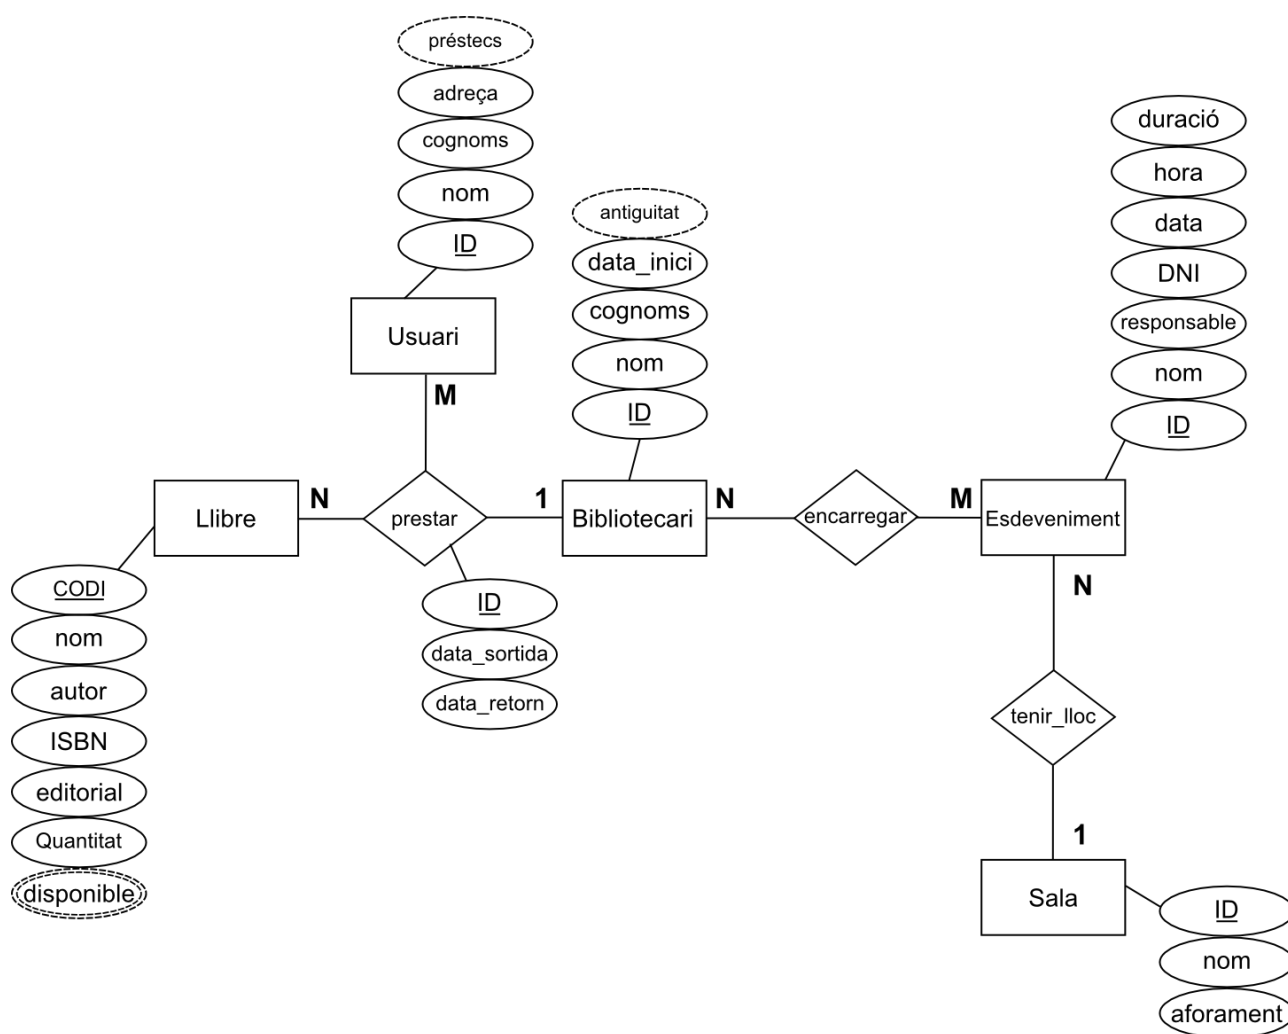 préstecs
adreça
cognoms
nom
ID
Usuari
M
antiguitat
data_inici
cognoms
nom
ID
duració
hora
data
DNI
responsable
nom
ID
Llibre
N
prestar
1
Bibliotecari
N
encarregar
M
Esdeveniment
CODI
nom
autor
ISBN
editorial
Quantitat
disponible
ID
data_sortida
data_retorn
N
tenir_lloc
1
Sala
ID
nom
aforament